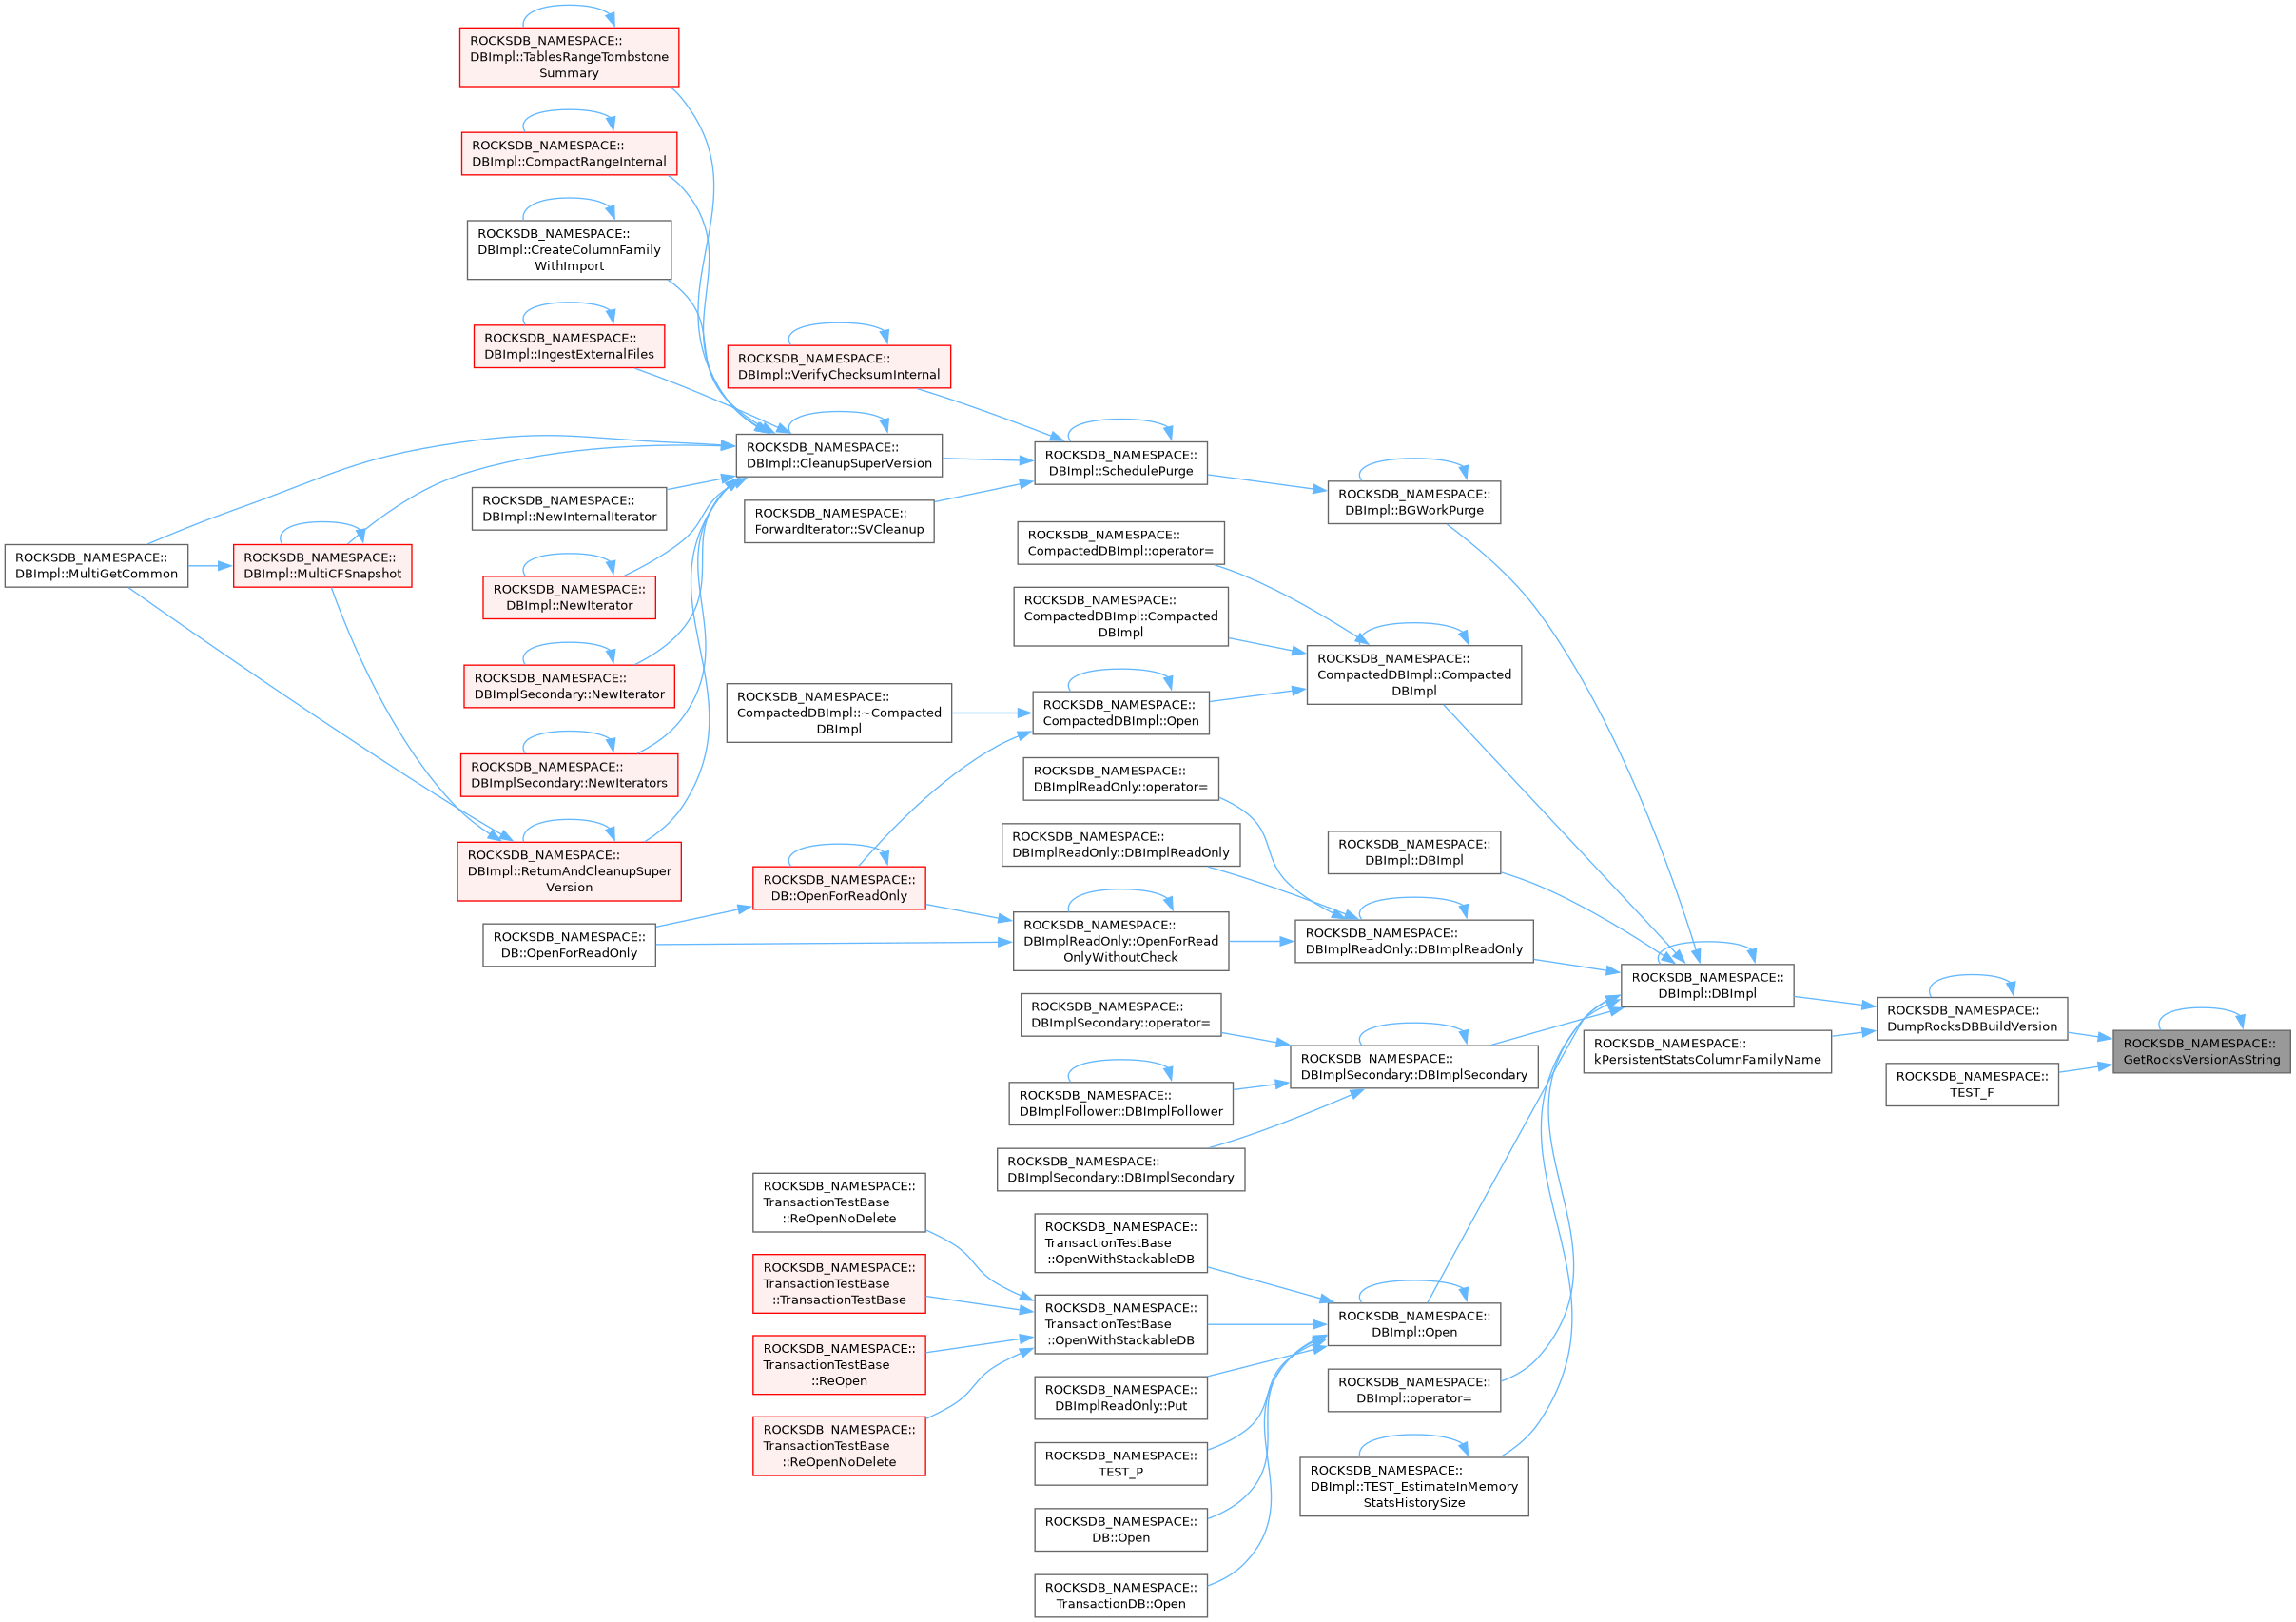 ROCKSDB_NAMESPACE::
DBImpl::TablesRangeTombstone
Summary
ROCKSDB_NAMESPACE::
DBImpl::CompactRangeInternal
ROCKSDB_NAMESPACE::
DBImpl::CreateColumnFamily
WithImport
ROCKSDB_NAMESPACE::
DBImpl::IngestExternalFiles
ROCKSDB_NAMESPACE::
DBImpl::VerifyChecksumInternal
ROCKSDB_NAMESPACE::
DBImpl::CleanupSuperVersion
ROCKSDB_NAMESPACE::
DBImpl::SchedulePurge
ROCKSDB_NAMESPACE::
DBImpl::BGWorkPurge
ROCKSDB_NAMESPACE::
DBImpl::NewInternalIterator
ROCKSDB_NAMESPACE::
ForwardIterator::SVCleanup
ROCKSDB_NAMESPACE::
CompactedDBImpl::operator=
ROCKSDB_NAMESPACE::
DBImpl::MultiGetCommon
ROCKSDB_NAMESPACE::
DBImpl::MultiCFSnapshot
ROCKSDB_NAMESPACE::
DBImpl::NewIterator
ROCKSDB_NAMESPACE::
CompactedDBImpl::Compacted
DBImpl
ROCKSDB_NAMESPACE::
CompactedDBImpl::Compacted
DBImpl
ROCKSDB_NAMESPACE::
DBImplSecondary::NewIterator
ROCKSDB_NAMESPACE::
CompactedDBImpl::~Compacted
DBImpl
ROCKSDB_NAMESPACE::
CompactedDBImpl::Open
ROCKSDB_NAMESPACE::
DBImplSecondary::NewIterators
ROCKSDB_NAMESPACE::
DBImplReadOnly::operator=
ROCKSDB_NAMESPACE::
DBImplReadOnly::DBImplReadOnly
ROCKSDB_NAMESPACE::
DBImpl::DBImpl
ROCKSDB_NAMESPACE::
DBImpl::ReturnAndCleanupSuper
Version
ROCKSDB_NAMESPACE::
DB::OpenForReadOnly
ROCKSDB_NAMESPACE::
DB::OpenForReadOnly
ROCKSDB_NAMESPACE::
DBImplReadOnly::OpenForRead
OnlyWithoutCheck
ROCKSDB_NAMESPACE::
DBImplReadOnly::DBImplReadOnly
ROCKSDB_NAMESPACE::
DBImpl::DBImpl
ROCKSDB_NAMESPACE::
DumpRocksDBBuildVersion
ROCKSDB_NAMESPACE::
GetRocksVersionAsString
ROCKSDB_NAMESPACE::
DBImplSecondary::operator=
ROCKSDB_NAMESPACE::
kPersistentStatsColumnFamilyName
ROCKSDB_NAMESPACE::
DBImplSecondary::DBImplSecondary
ROCKSDB_NAMESPACE::
TEST_F
ROCKSDB_NAMESPACE::
DBImplFollower::DBImplFollower
ROCKSDB_NAMESPACE::
DBImplSecondary::DBImplSecondary
ROCKSDB_NAMESPACE::
TransactionTestBase
::ReOpenNoDelete
ROCKSDB_NAMESPACE::
TransactionTestBase
::OpenWithStackableDB
ROCKSDB_NAMESPACE::
TransactionTestBase
::TransactionTestBase
ROCKSDB_NAMESPACE::
TransactionTestBase
::OpenWithStackableDB
ROCKSDB_NAMESPACE::
DBImpl::Open
ROCKSDB_NAMESPACE::
TransactionTestBase
::ReOpen
ROCKSDB_NAMESPACE::
DBImplReadOnly::Put
ROCKSDB_NAMESPACE::
DBImpl::operator=
ROCKSDB_NAMESPACE::
TransactionTestBase
::ReOpenNoDelete
ROCKSDB_NAMESPACE::
TEST_P
ROCKSDB_NAMESPACE::
DBImpl::TEST_EstimateInMemory
StatsHistorySize
ROCKSDB_NAMESPACE::
DB::Open
ROCKSDB_NAMESPACE::
TransactionDB::Open